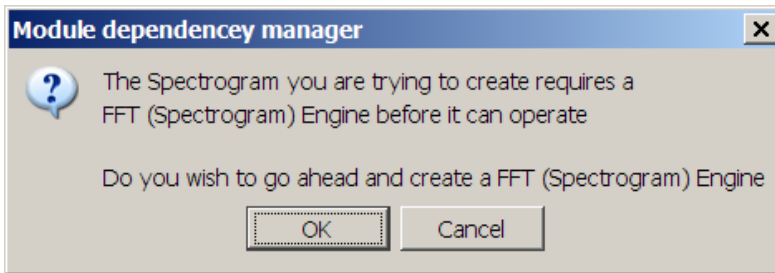 Module dependencey manager
The Spectrogram you are trying to create requires a
FFT (Spectrogram) Engine before it can operate
Do you wish to go ahead and create a FFT (Spectrogram) Engine
OK Cancel